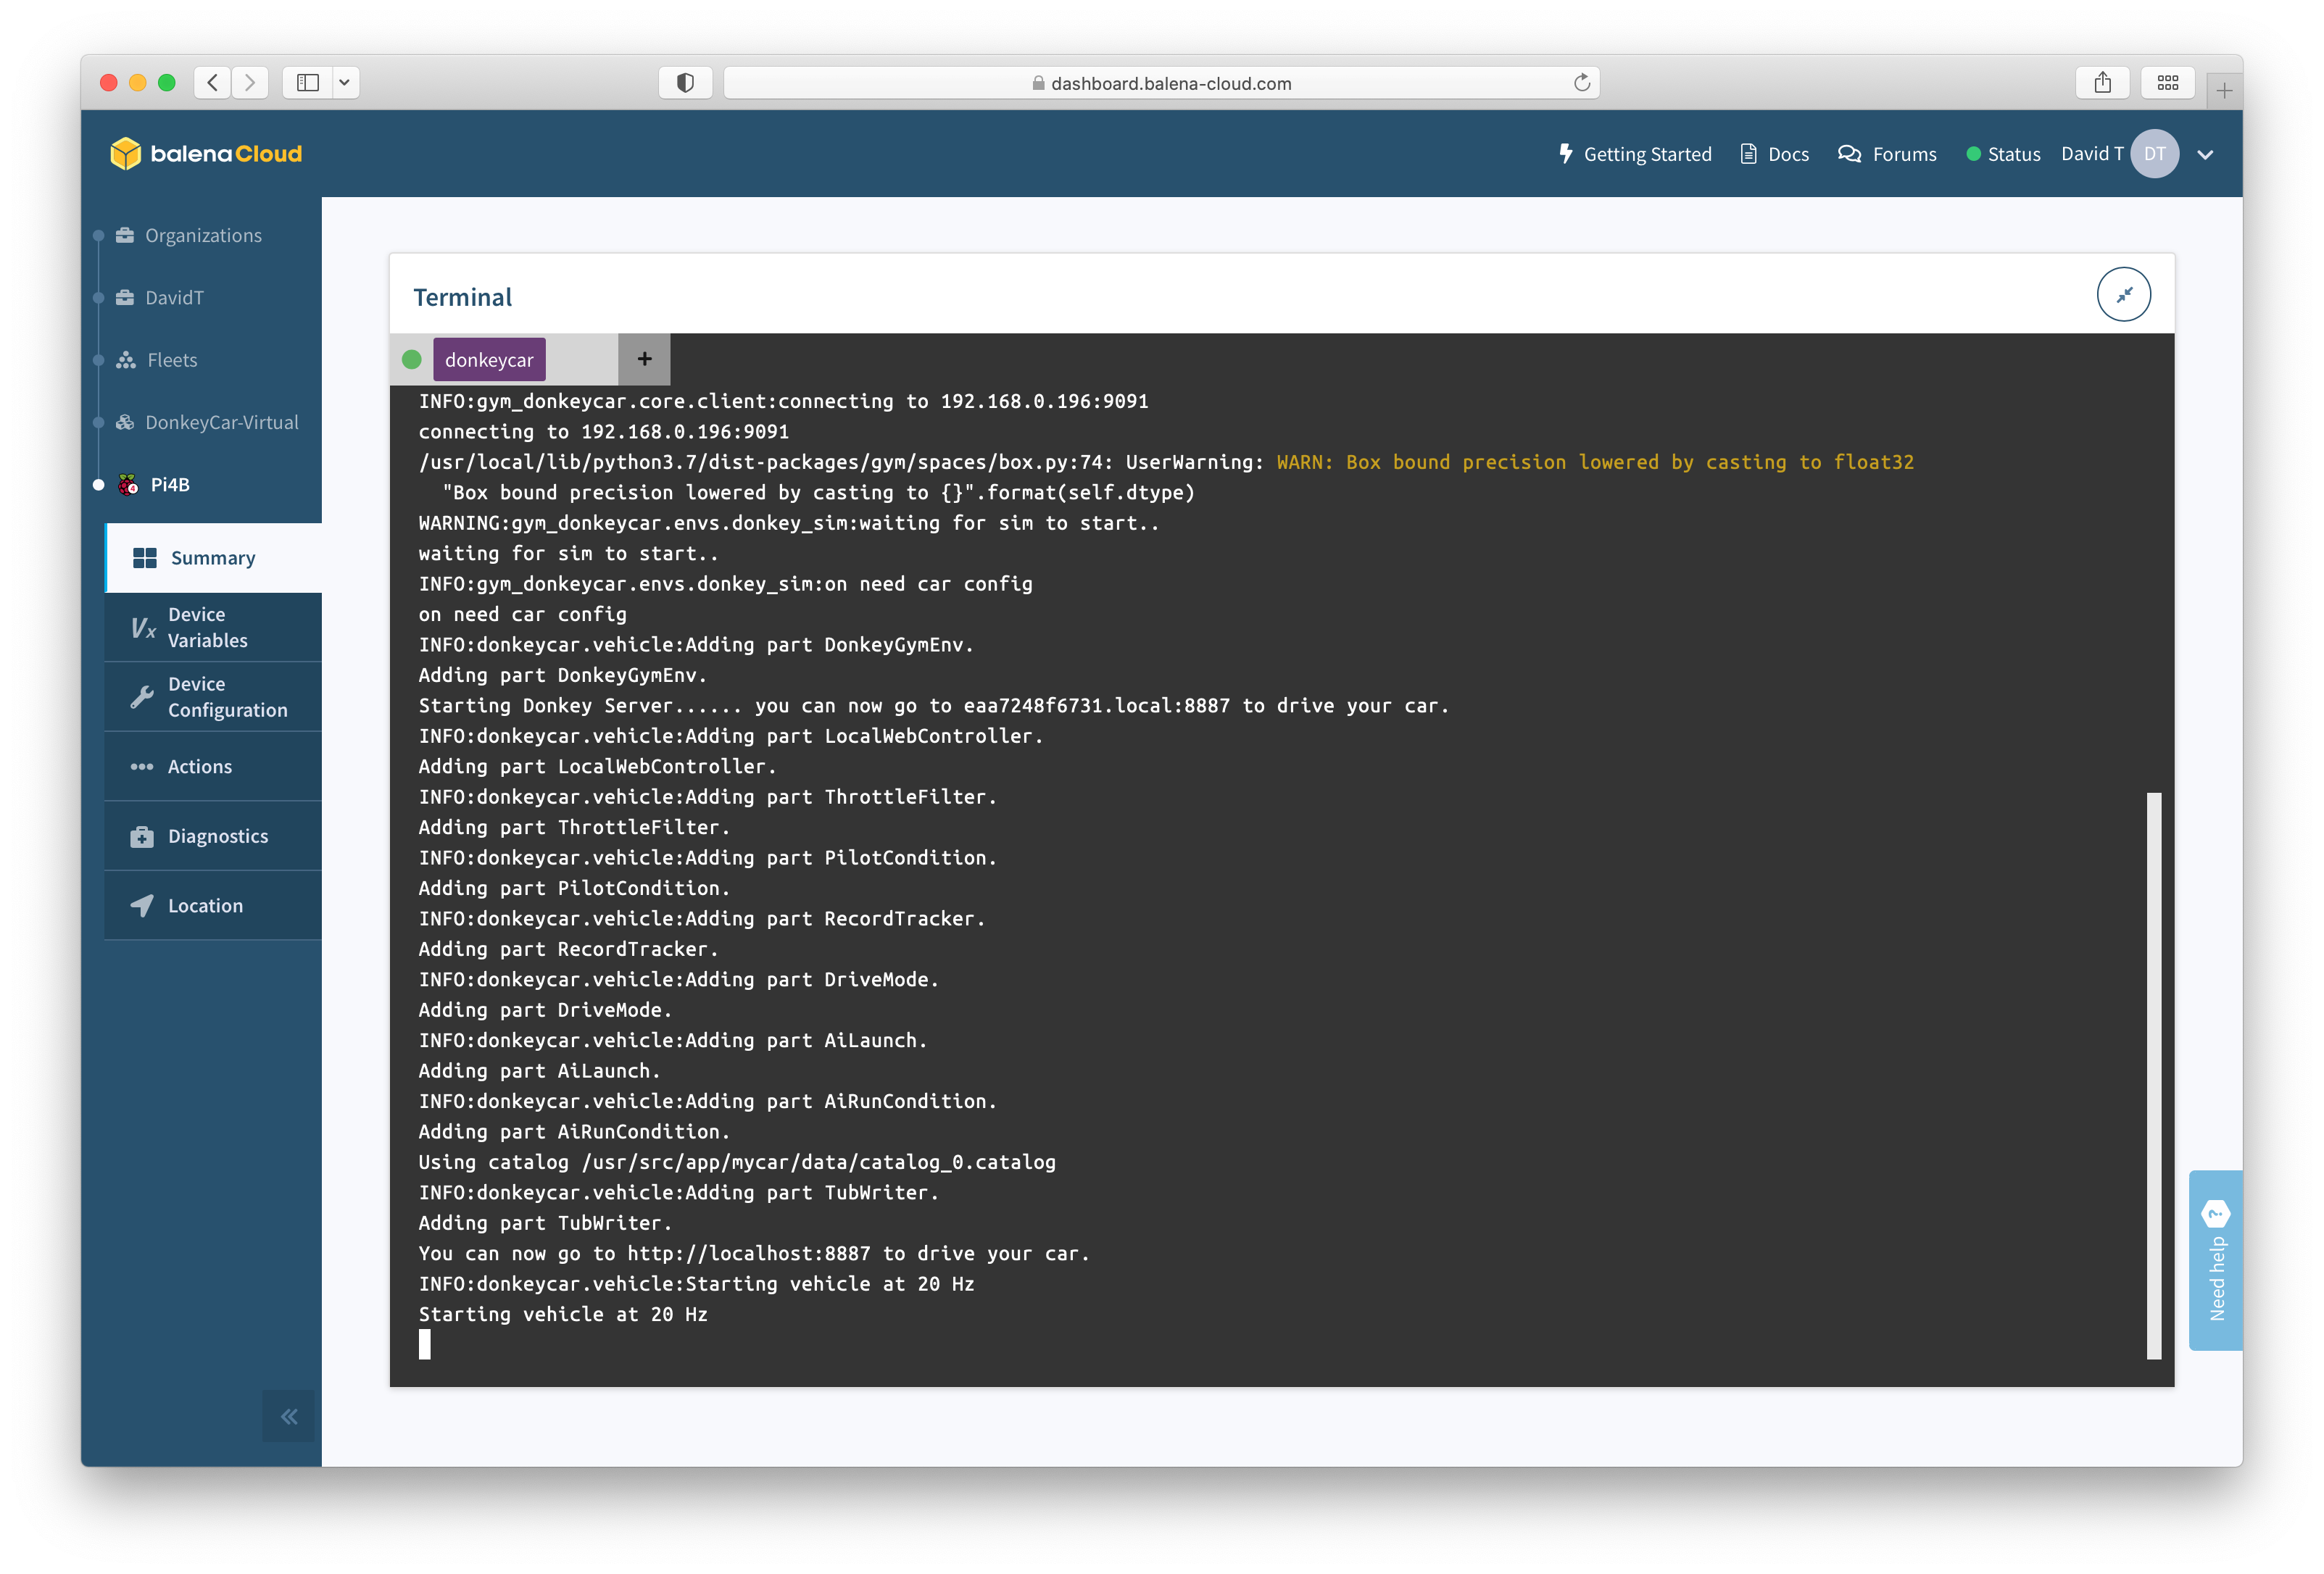 dashboard.balena-cloud.com
balenaCloud
Getting Started
Docs
Forums
Status
David T
DT
Organizations
DavidT
Fleets
DonkeyCar-Virtual
4
Pi4B
Summary
Vx
Device
Variables
Device
Configuration
Actions
Diagnostics
Location
Terminal
donkeycar
+
INFO:gym_donkeycar.core.client:connecting to 192.168.0.196:9091
connecting to 192.168.0.196:9091
/usr/local/lib/python3.7/dist-packages/gym/spaces/box.py:74: UserWarning: WARN: Box bound precision lowered by casting to float32
"Box bound precision lowered by casting to {}".format(self.dtype)
WARNING:gym_donkeycar.envs.donkey_sim:waiting for sim to start..
waiting for sim to start..
INFO:gym_donkeycar.envs.donkey_sim:on need car config
on need car config
INFO:donkeycar.vehicle:Adding part DonkeyGymEnv.
Adding part DonkeyGymEnv.
Starting Donkey Server...... you can now go to eaa7248f6731.local:8887 to drive your car.
INFO:donkeycar.vehicle:Adding part LocalWebController.
Adding part LocalWebController.
INFO:donkeycar.vehicle:Adding part ThrottleFilter.
Adding part ThrottleFilter.
INFO:donkeycar.vehicle:Adding part PilotCondition.
Adding part PilotCondition.
INFO:donkeycar.vehicle:Adding part RecordTracker.
Adding part RecordTracker.
INFO:donkeycar.vehicle:Adding part DriveMode.
Adding part DriveMode.
INFO:donkeycar.vehicle:Adding part AiLaunch.
Adding part AiLaunch.
INFO:donkeycar.vehicle:Adding part AiRunCondition.
Adding part AiRunCondition.
Using catalog /usr/src/app/mycar/data/catalog_0.catalog
INFO:donkeycar.vehicle:Adding part TubWriter.
Adding part TubWriter.
You can now go to http://localhost:8887 to drive your car.
INFO:donkeycar.vehicle:Starting vehicle at 20 Hz
Starting vehicle at 20 Hz
Need help ?